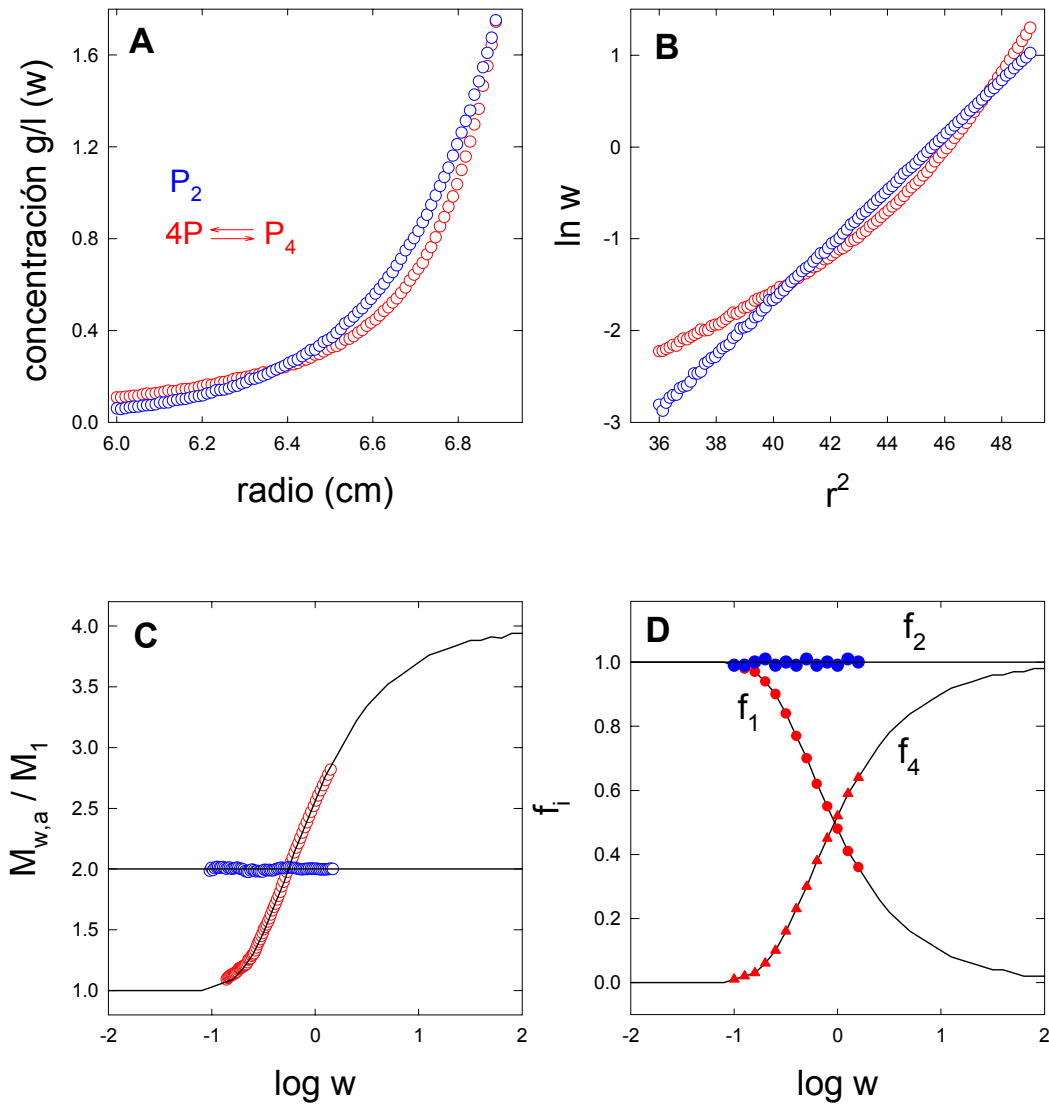 A
1.6
1.2
0.8
0.4
0.0
concentración g/l (w)
P2
4P P4
6.0 6.2 6.4 6.6 6.8
radio (cm)
B
1
0
-1
-2
-3
ln w
36 38 40 42 44 46 48
r2
C
4.0
3.5
3.0
2.5
2.0
1.5
1.0
Mw,a / M1
-2 -1 0 1 2
log w
D
f2
1.0
0.8
0.6
0.4
0.2
0.0
fi
f1
f4
-2 -1 0 1 2
log w